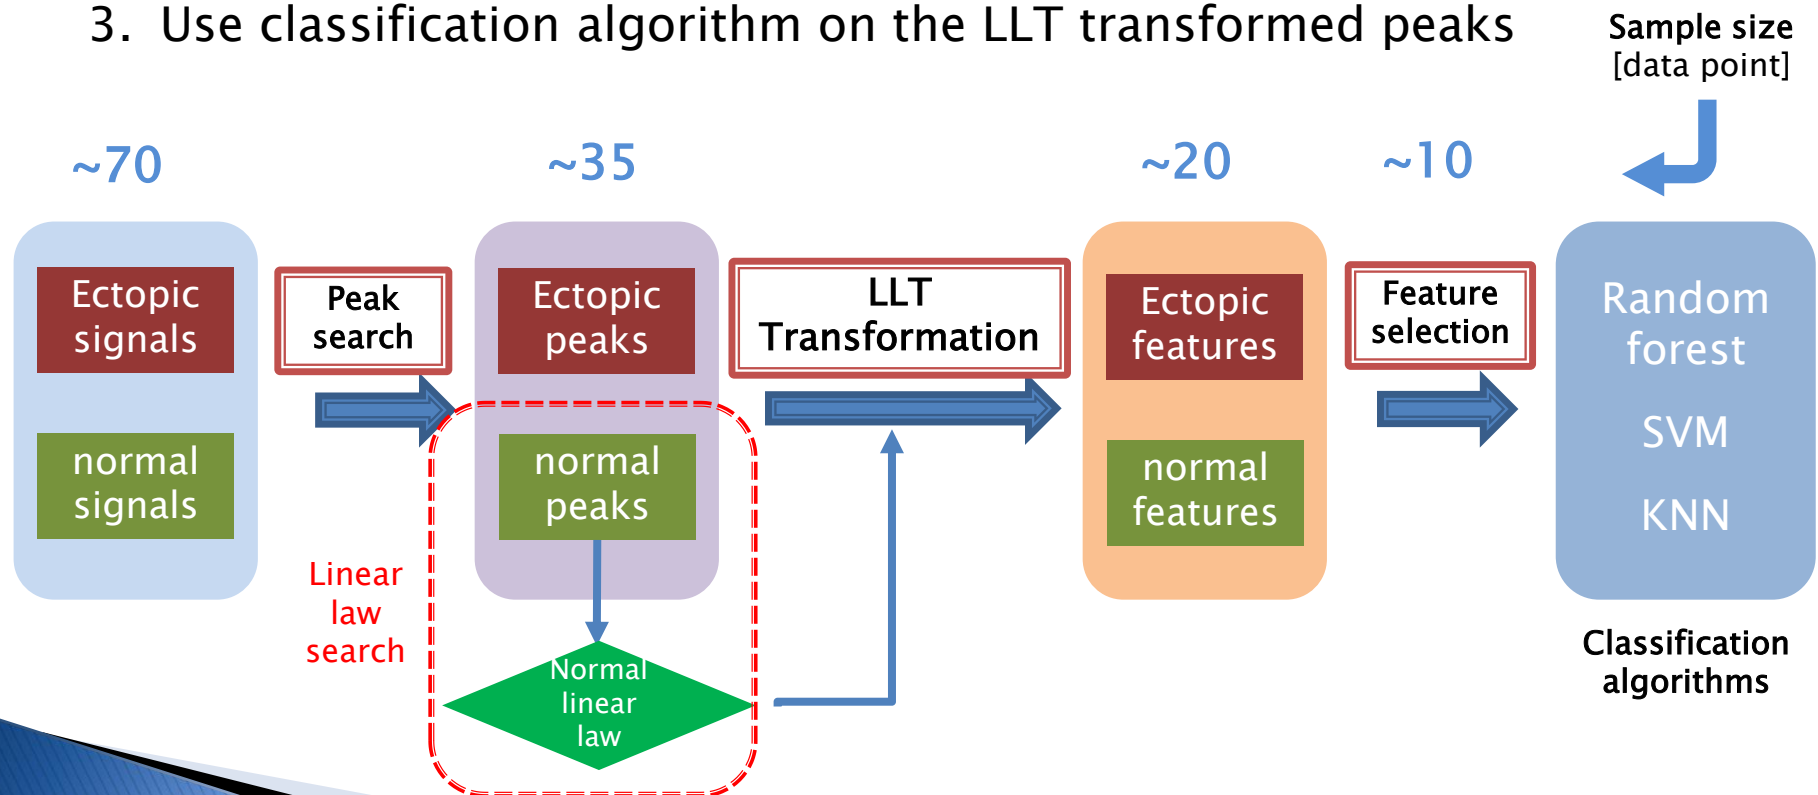 3. Use classification algorithm on the LLT transformed peaks
Sample size
[data point]
~70
~35
~20
~10
Ectopic
signals
normal
signals
Peak
search
Ectopic
peaks
normal
peaks
Linear
law
search
Normal
linear
law
LLT
Transformation
Ectopic
features
normal
features
Feature
selection
Random
forest
SVM
KNN
Classification
algorithms